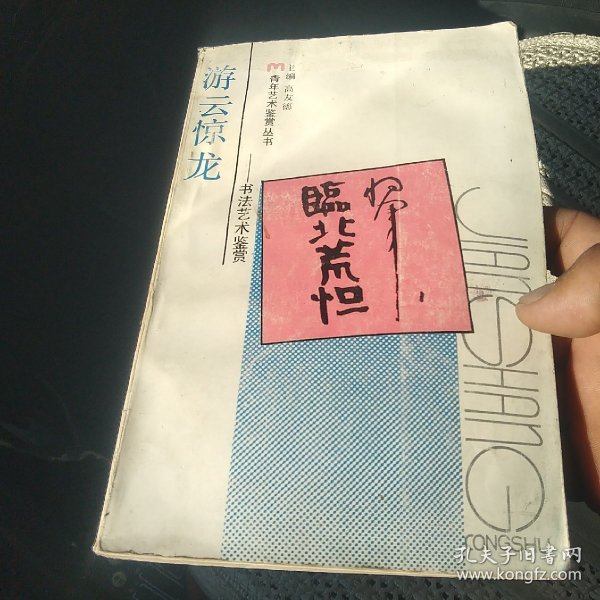 游云惊龙
——书法艺术鉴赏
主编 高友德
青年艺术鉴赏丛书
臨北荒怛
JIANSHANG
CONGSHU
孔夫子旧书网
www.kongfz.com